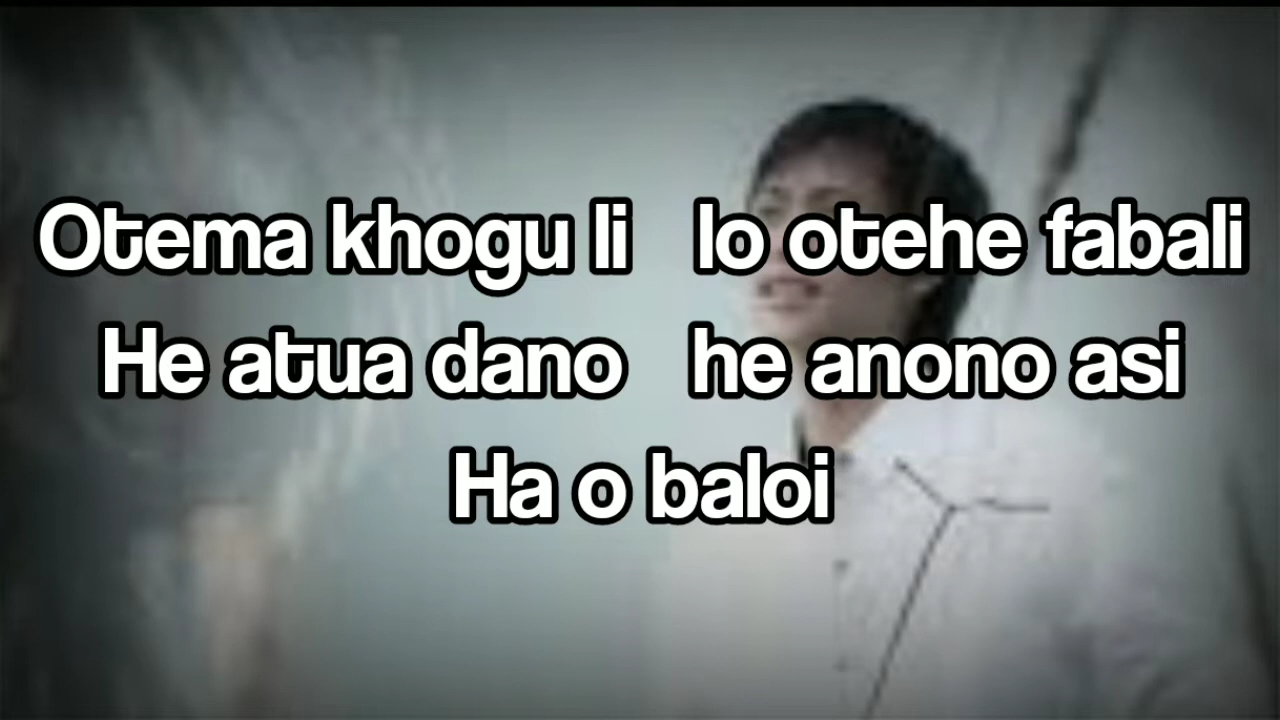 Otema khogu li lo otehe fabali
He atua dano he anono asi
Ha o baloi